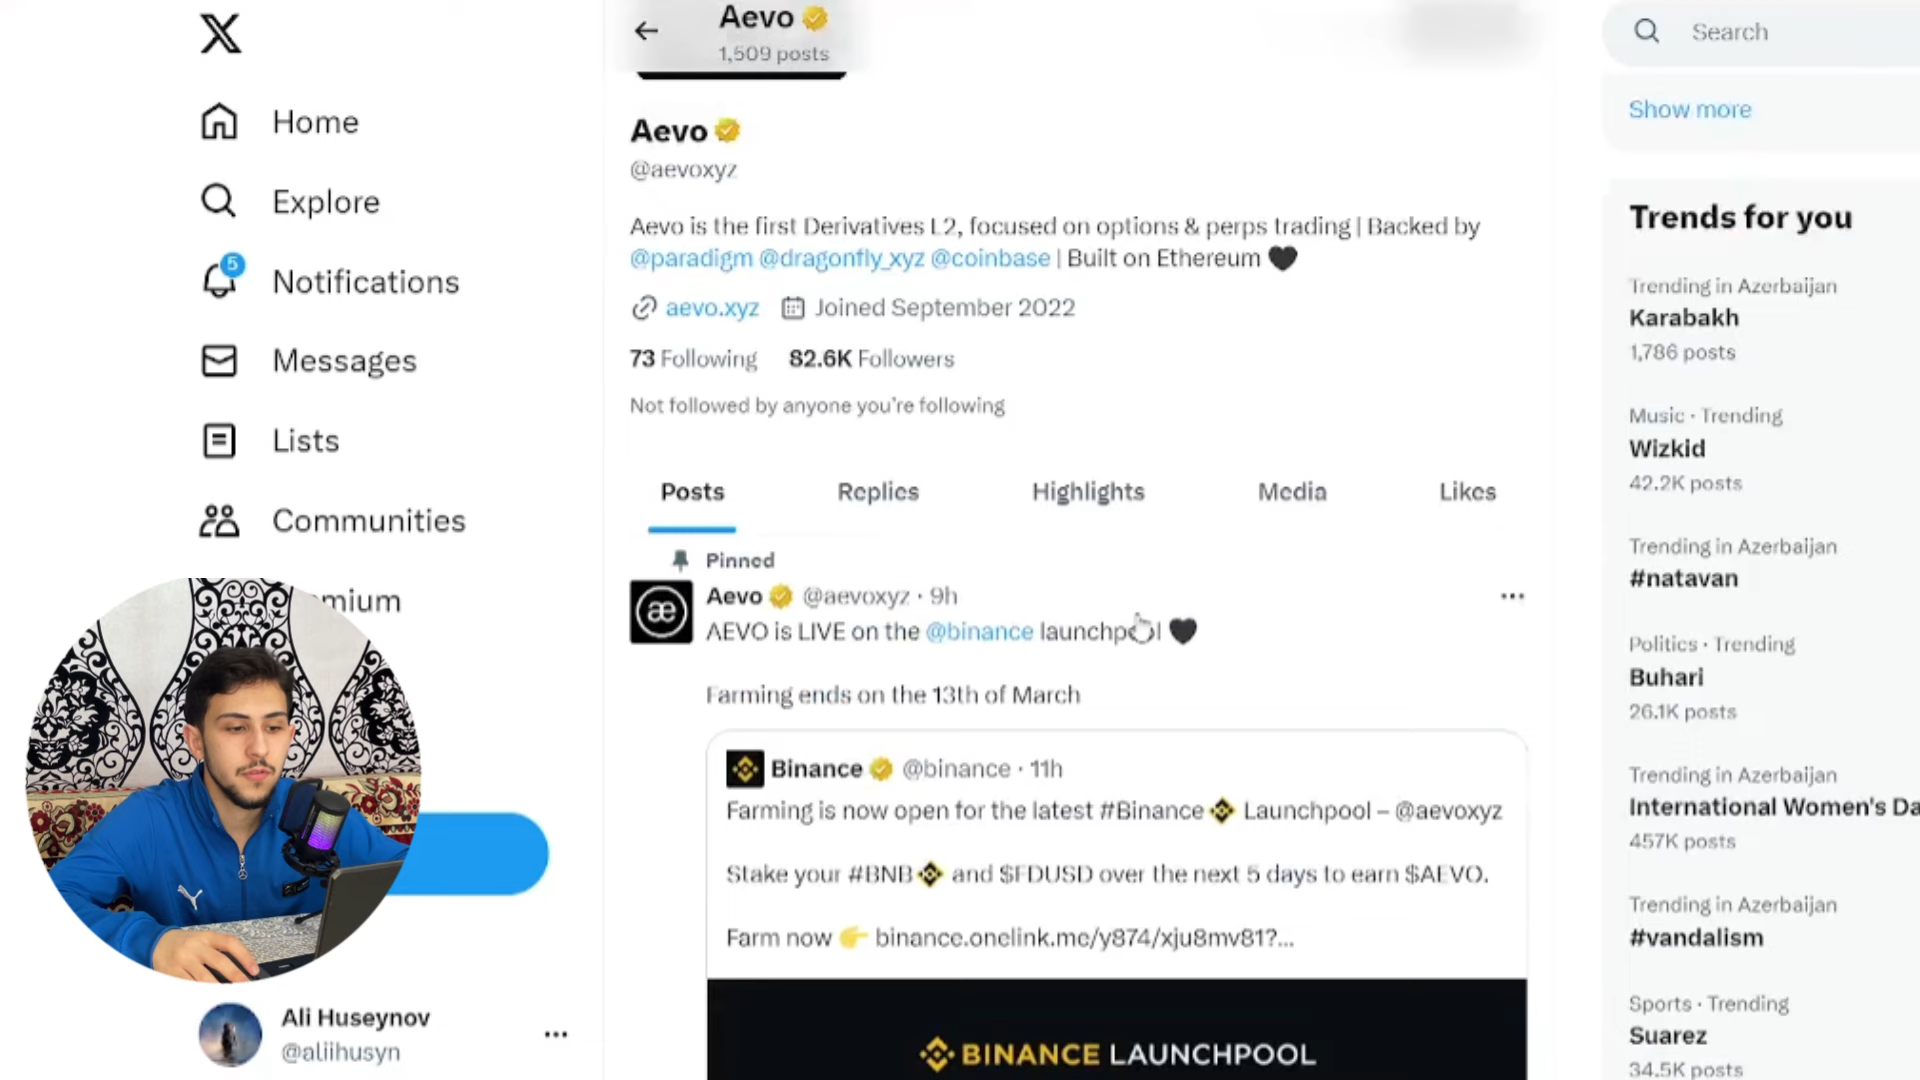 Home
Explore
5
Notifications
Messages
Lists
Communities
Ali Huseynov
@aliihusyn
Aevo
1,509 posts
Aevo
@aevoxyz
Aevo is the first Derivatives L2, focused on options & perps trading | Backed by
@paradigm @dragonfly_xyz @coinbase | Built on Ethereum 🖤
aevo.xyz Joined September 2022
73 Following 82.6K Followers
Not followed by anyone you're following
Posts Replies Highlights Media Likes
Pinned
Aevo @aevoxyz · 9h
æ
AEVO is LIVE on the @binance launchpool 🖤
Farming ends on the 13th of March
Binance @binance · 11h
Farming is now open for the latest #Binance Launchpool – @aevoxyz
Stake your #BNB and $FDUSD over the next 5 days to earn $AEVO.
Farm now 👉 binance.onelink.me/y874/xju8mv81?...
BINANCE LAUNCHPOOL
Search
Show more
Trends for you
Trending in Azerbaijan
Karabakh
1,786 posts
Music · Trending
Wizkid
42.2K posts
Trending in Azerbaijan
#natavan
Politics · Trending
Buhari
26.1K posts
Trending in Azerbaijan
International Women's Da
457K posts
Trending in Azerbaijan
#vandalism
Sports · Trending
Suarez
34.5K posts